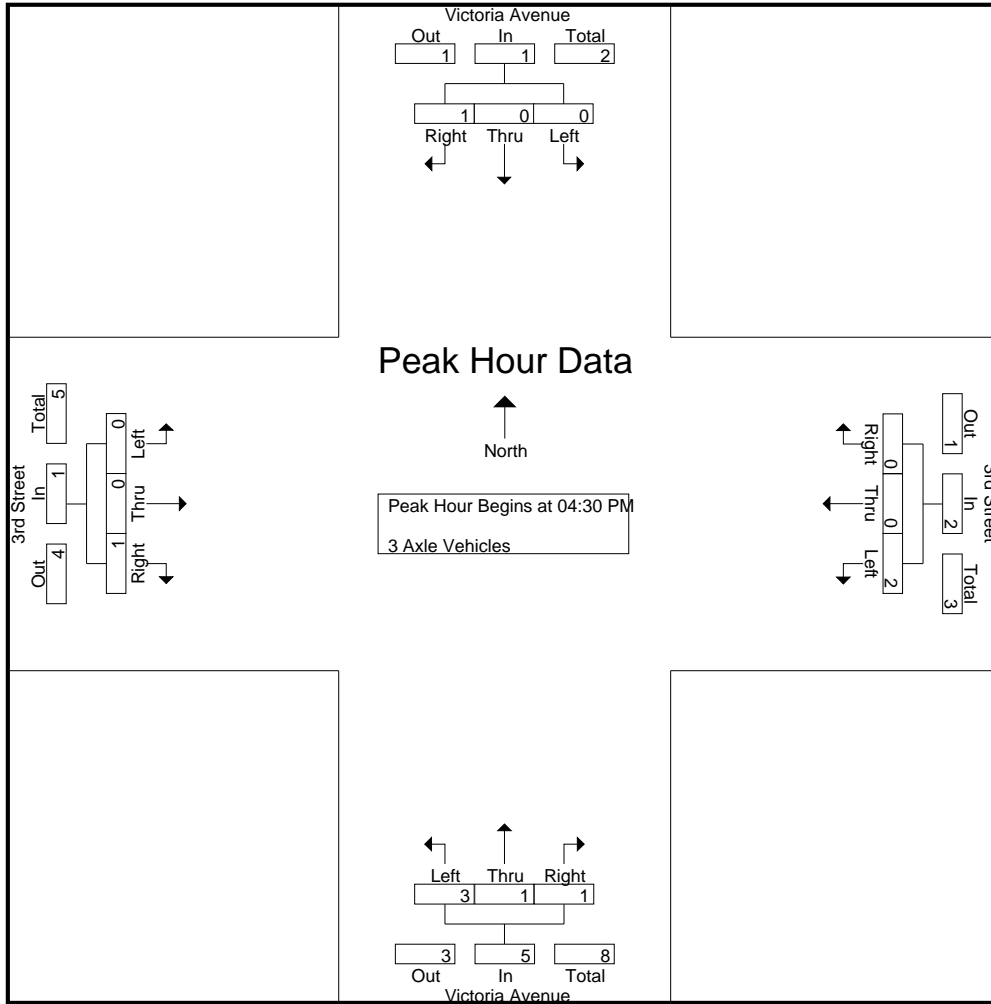 Victoria Avenue
Out In Total
1 1 2
1 0 0
Right Thru Left
Peak Hour Data
North
Peak Hour Begins at 04:30 PM
3 Axle Vehicles
3rd Street
Total In Out
5 1 4
0 0 1
Left Thru Right
3rd Street
Out In Total
1 2 3
0 0 2
Right Thru Left
Left Thru Right
3 1 1
3 5 8
Out In Total
Victoria Avenue